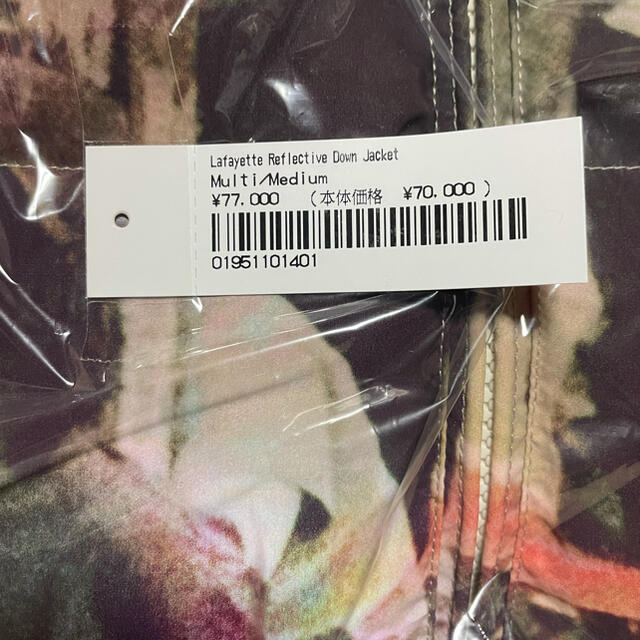 Lafayette Reflective Down Jacket
Multi/Medium
¥77.000 (本体価格 ¥70.000)
01951101401